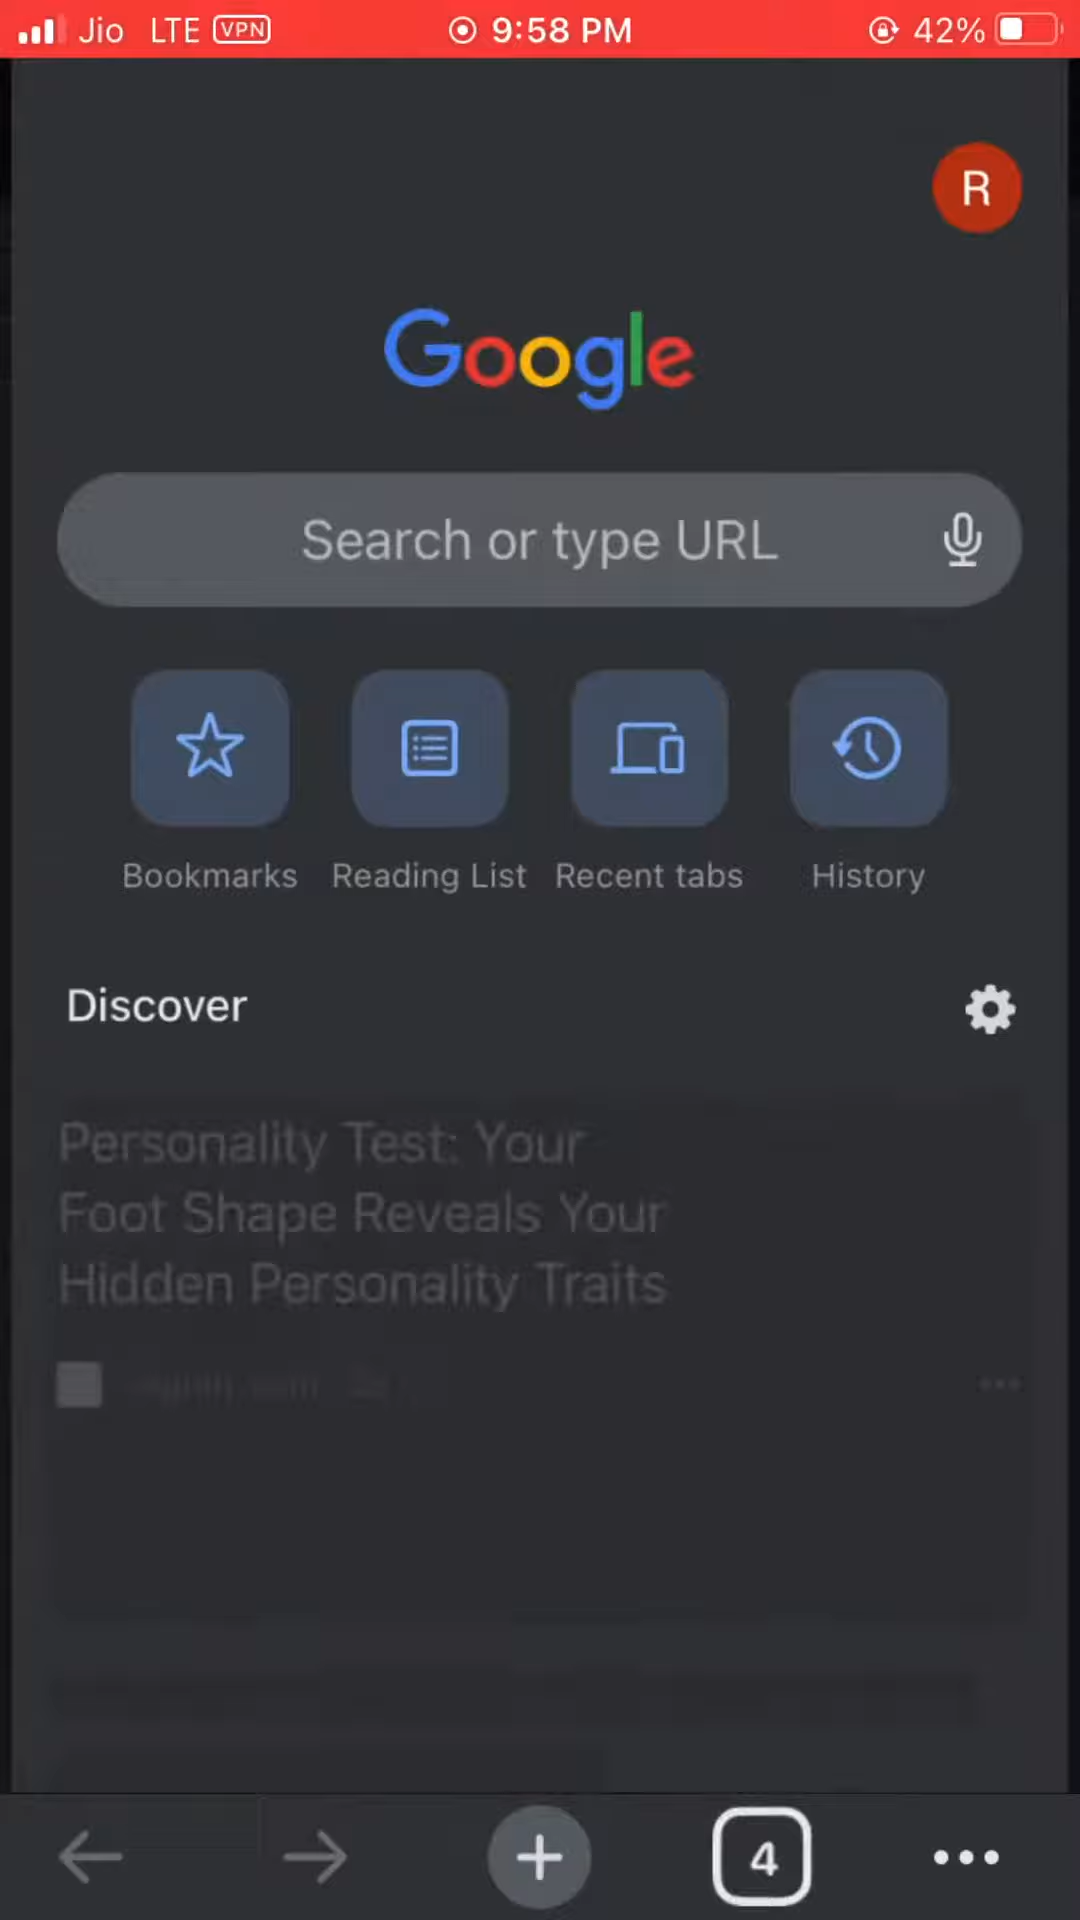 Jio LTE VPN 9:58 PM 42%
R
Google
Search or type URL
Bookmarks Reading List Recent tabs History
Discover
Personality Test: Your
Foot Shape Reveals Your
Hidden Personality Traits
4